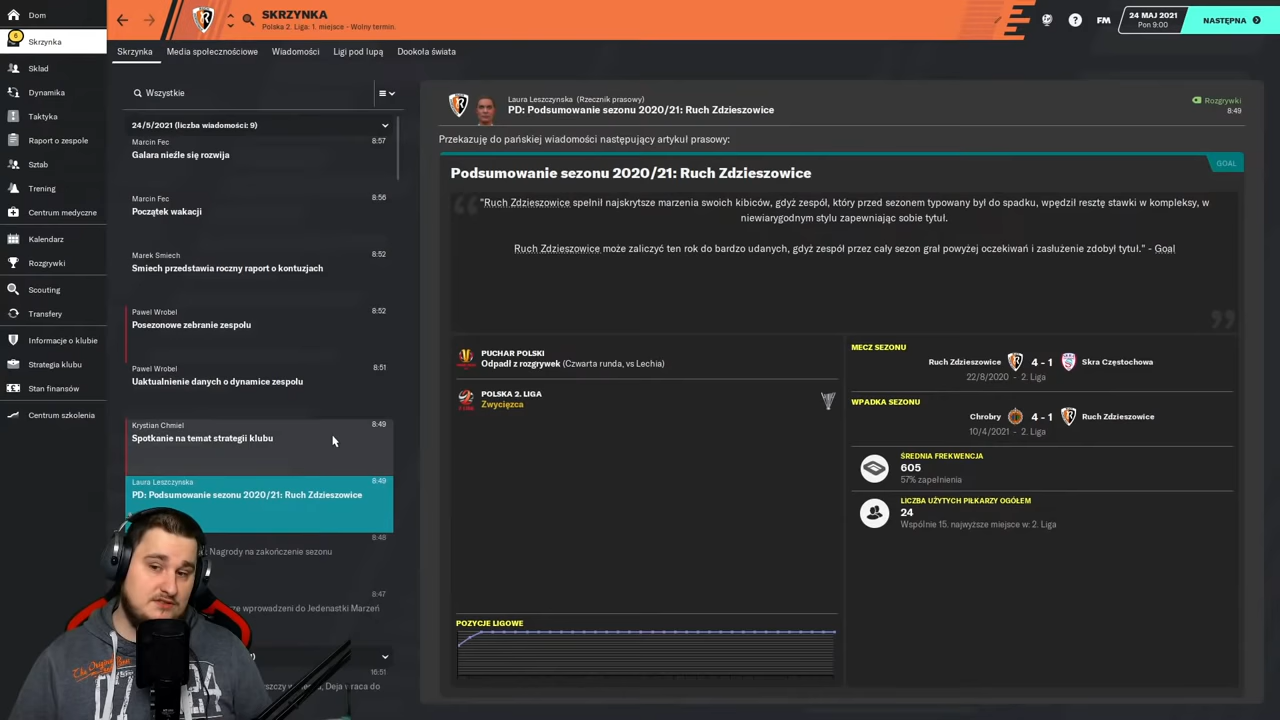 Dom
Skrzynka
6
Skład
Dynamika
Taktyka
Raport o zespole
Sztab
Trening
Centrum medyczne
Kalendarz
Rozgrywki
Scouting
Transfery
Informacje o klubie
Strategia klubu
Stan finansów
Centrum szkolenia
SKRZYNKA
Polska 2. Liga: 1. miejsce - Wolny termin.
FM
24 MAJ 2021
Pon 9:00
NASTĘPNA
Skrzynka
Media społecznościowe
Wiadomości
Ligi pod lupą
Dookoła świata
Wszystkie
24/5/2021 (liczba wiadomości: 9)
Marcin Fec
8:57
Galara nieźle się rozwija
Marcin Fec
8:56
Początek wakacji
Marek Smiech
8:52
Smiech przedstawia roczny raport o kontuzjach
Paweł Wrobel
8:52
Posezonowe zebranie zespołu
Paweł Wrobel
8:51
Uaktualnienie danych o dynamice zespołu
Krystian Chmiel
8:49
Spotkanie na temat strategii klubu
Laura Leszczynska
8:49
PD: Podsumowanie sezonu 2020/21: Ruch Zdzieszowice
8:48
Nagrody na zakończenie sezonu
8:47
wprowadzeni do Jedenastki Marzeń
16:51
Laura Leszczynska (Rzecznik prasowy)
PD: Podsumowanie sezonu 2020/21: Ruch Zdzieszowice
Rozgrywki
8:49
Przekazuję do pańskiej wiadomości następujący artykuł prasowy:
GOAL
Podsumowanie sezonu 2020/21: Ruch Zdzieszowice
"Ruch Zdzieszowice spełnił najskrytsze marzenia swoich kibiców, gdyż zespół, który przed sezonem typowany był do spadku, wpędził resztę stawki w kompleksy, w
niewiarygodnym stylu zapewniając sobie tytuł.
Ruch Zdzieszowice może zaliczyć ten rok do bardzo udanych, gdyż zespół przez cały sezon grał powyżej oczekiwań i zasłużenie zdobył tytuł." - Goal
PUCHAR POLSKI
Odpadł z rozgrywek (Czwarta runda, vs Lechia)
POLSKA 2. LIGA
Zwycięzca
POZYCJE LIGOWE
MECZ SEZONU
Ruch Zdzieszowice 4 - 1 Skra Częstochowa
22/8/2020 - 2. Liga
WPADKA SEZONU
Chrobry 4 - 1 Ruch Zdzieszowice
10/4/2021 - 2. Liga
ŚREDNIA FREKWENCJA
605
57% zapełnienia
LICZBA UŻYTYCH PIŁKARZY OGÓŁEM
24
Wspólnie 15. najwyższe miejsce w: 2. Liga